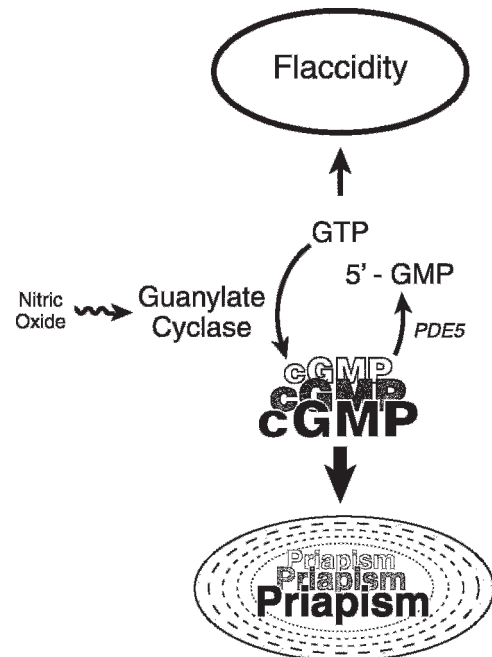 Flaccidity
GTP
5' - GMP
Nitric
Oxide
Guanylate
Cyclase
PDE5
cGMP
cGMP
cGMP
Priapism
Priapism
Priapism